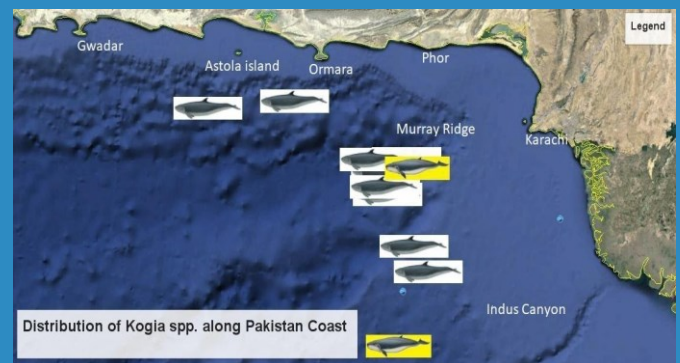 Legend
Gwadar
Astola island
Ormara
Phor
Murray Ridge
Karachi
Indus Canyon
Distribution of Kogia spp. along Pakistan Coast